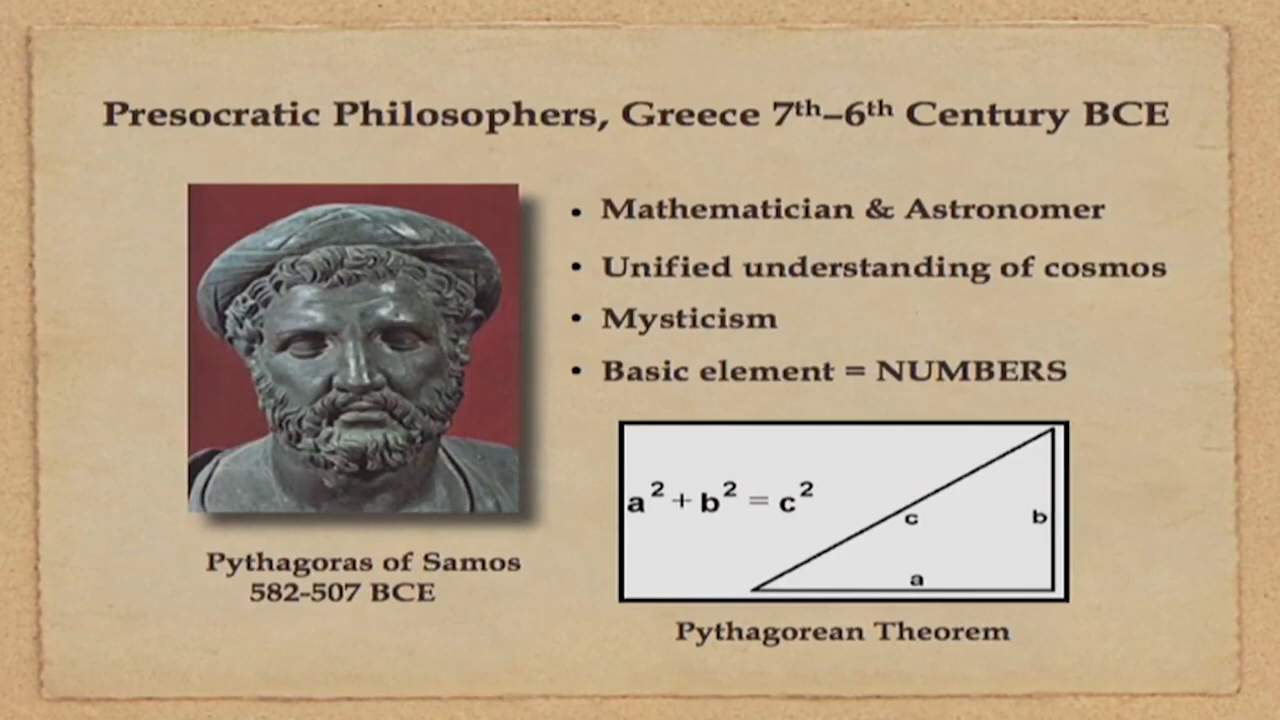 Presocratic Philosophers, Greece 7th–6th Century BCE
• Mathematician & Astronomer
• Unified understanding of cosmos
• Mysticism
• Basic element = NUMBERS
a² + b² = c²
c
b
a
Pythagoras of Samos
582-507 BCE
Pythagorean Theorem